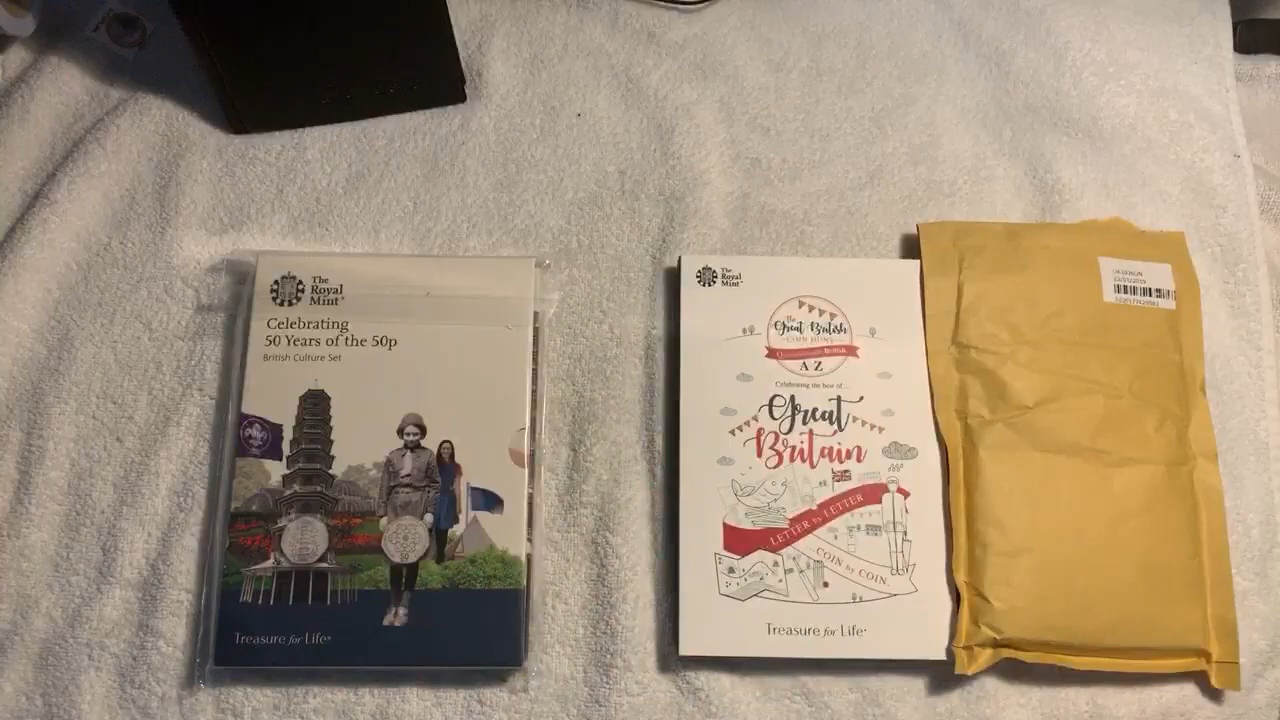 The
Royal
Mint®
Celebrating
50 Years of the 50p
British Culture Set
Treasure for Life®
The
Royal
Mint®
The
Great British
COIN HUNT
A Z
Celebrating the best of...
Great
Britain
LETTER by LETTER
COIN by COIN
Treasure for Life®